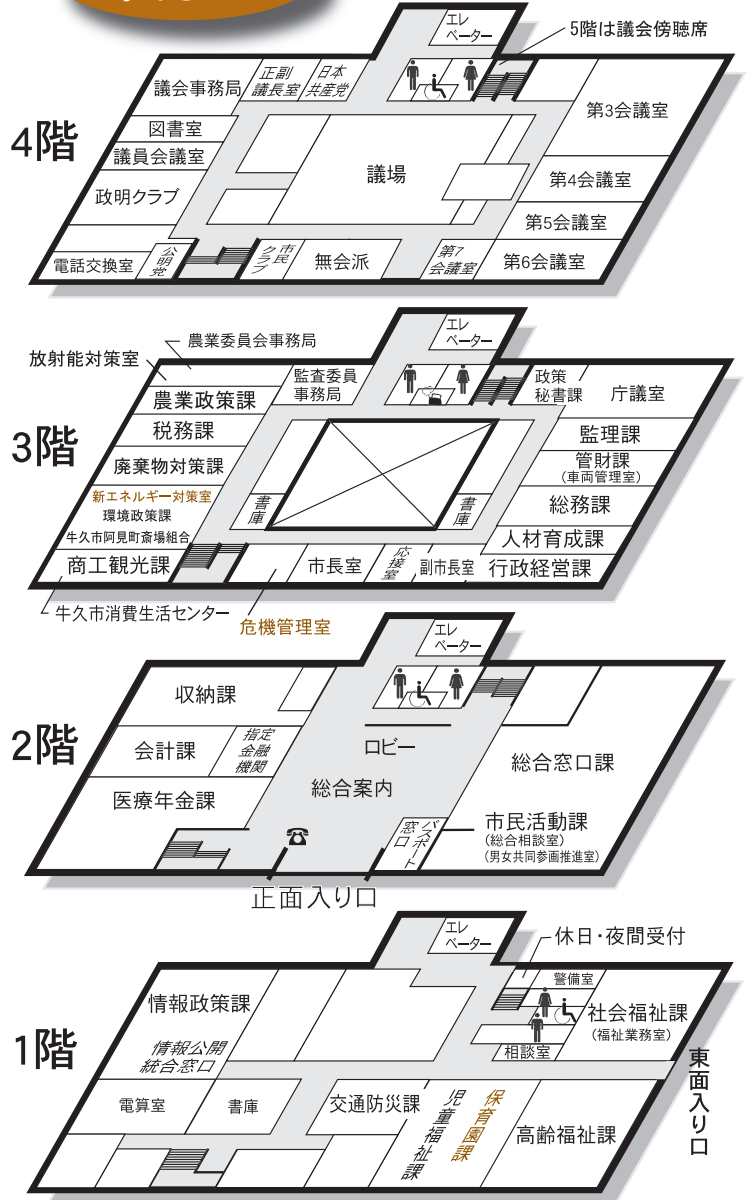 エレ
ベーター
5階は議会傍聴席
4階
議会事務局
正副
議長室
日本
共産党
第3会議室
図書室
議員会議室
議場
第4会議室
政明クラブ
第5会議室
電話交換室
公明党
市民
クラブ
無会派
第7
会議室
第6会議室
エレ
ベーター
農業委員会事務局
放射能対策室
監査委員
事務局
政策
秘書課
庁議室
3階
農業政策課
税務課
監理課
廃棄物対策課
管財課
(車両管理室)
新エネルギー対策室
環境政策課
牛久市阿見町斎場組合
書庫
書庫
総務課
人材育成課
商工観光課
市長室
応接室
副市長室
行政経営課
牛久市消費生活センター
危機管理室
エレ
ベーター
2階
収納課
会計課
指定
金融
機関
ロビー
総合窓口課
総合案内
医療年金課
パスポート
窓口
市民活動課
(総合相談室)
(男女共同参画推進室)
正面入り口
エレ
ベーター
休日・夜間受付
1階
情報政策課
警備室
社会福祉課
(福祉業務室)
情報公開
統合窓口
相談室
東面入り口
電算室
書庫
交通防災課
児童福祉課
保育園課
高齢福祉課